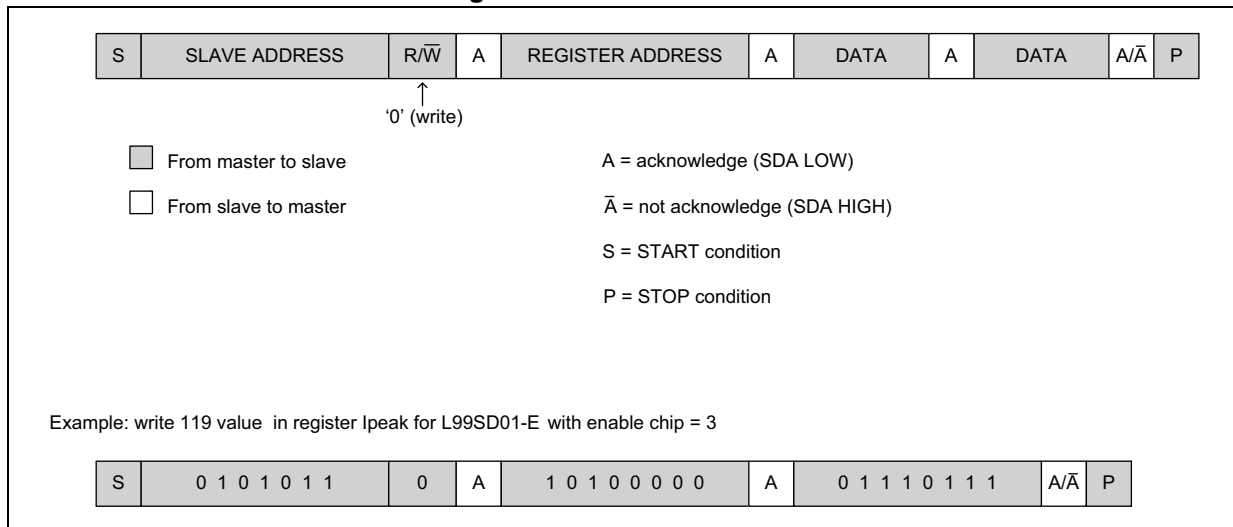 S SLAVE ADDRESS R/W̅ A REGISTER ADDRESS A DATA A DATA A/A̅ P
↑
‘0’ (write)
From master to slave
A = acknowledge (SDA LOW)
From slave to master
A̅ = not acknowledge (SDA HIGH)
S = START condition
P = STOP condition
Example: write 119 value in register Ipeak for L99SD01-E with enable chip = 3
S 0 1 0 1 0 1 1 0 A 1 0 1 0 0 0 0 0 A 0 1 1 1 0 1 1 1 A/A̅ P